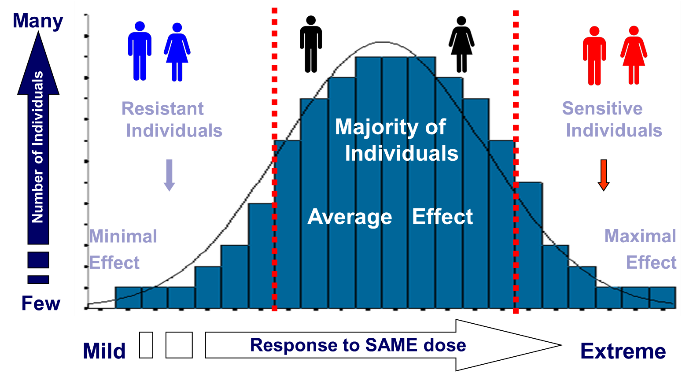 Many
Number of Individuals
Few
Resistant
Individuals
Minimal
Effect
Majority of
Individuals
Average Effect
Sensitive
Individuals
Maximal
Effect
Mild
Response to SAME dose
Extreme